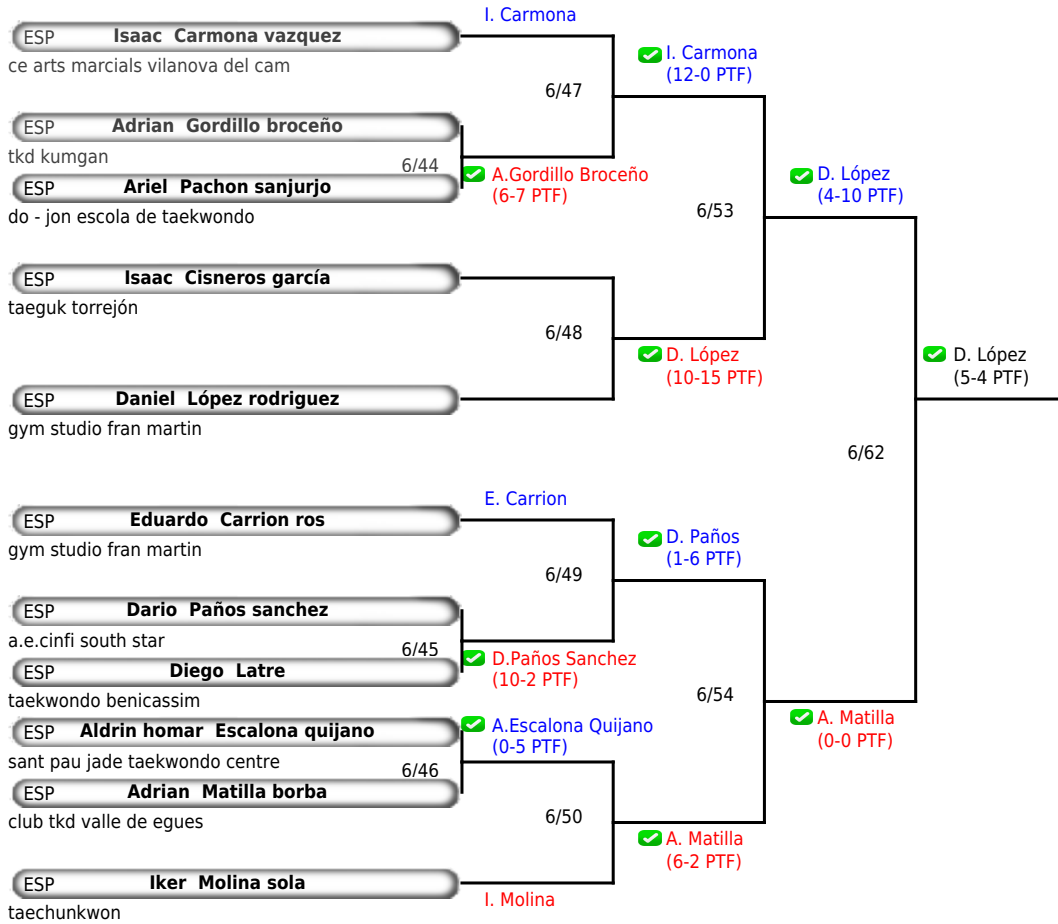 I. Carmona
ESP Isaac Carmona vazquez
ce arts marcials vilanova del cam
I. Carmona
(12-0 PTF)
6/47
ESP Adrian Gordillo broceño
tkd kumgan
6/44
A.Gordillo Broceño
(6-7 PTF)
ESP Ariel Pachon sanjurjo
do - jon escola de taekwondo
D. López
(4-10 PTF)
6/53
ESP Isaac Cisneros garcía
taeguk torrejón
6/48
D. López
(10-15 PTF)
D. López
(5-4 PTF)
ESP Daniel López rodriguez
gym studio fran martin
6/62
E. Carrion
ESP Eduardo Carrion ros
gym studio fran martin
D. Paños
(1-6 PTF)
6/49
ESP Dario Paños sanchez
a.e.cinfi south star
6/45
D.Paños Sanchez
(10-2 PTF)
ESP Diego Latre
taekwondo benicassim
6/54
A. Matilla
(0-0 PTF)
ESP Aldrin homar Escalona quijano
sant pau jade taekwondo centre
A.Escalona Quijano
(0-5 PTF)
6/46
ESP Adrian Matilla borba
club tkd valle de egues
6/50
A. Matilla
(6-2 PTF)
ESP Iker Molina sola
taechunkwon
I. Molina